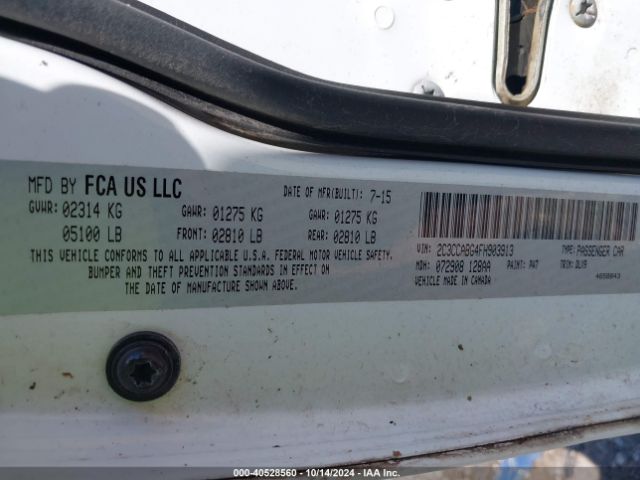 MFD BY FCA US LLC DATE OF MFR(BUILT): 7-15
GVWR: 02314 KG GAWR: 01275 KG GAWR: 01275 KG
05100 LB FRONT: 02810 LB REAR: 02810 LB
THIS VEHICLE CONFORMS TO ALL APPLICABLE U.S.A. FEDERAL MOTOR VEHICLE SAFETY,
BUMPER AND THEFT PREVENTION STANDARDS IN EFFECT ON
THE DATE OF MANUFACTURE SHOWN ABOVE.
VIN: 2C3CCABG4FH903913 TYPE: PASSENGER CAR
MDH: 072908 128AA PAINT: PW7 TRIM: DLV9
VEHICLE MADE IN CANADA
000-40528560 • 10/14/2024 • IAA Inc.